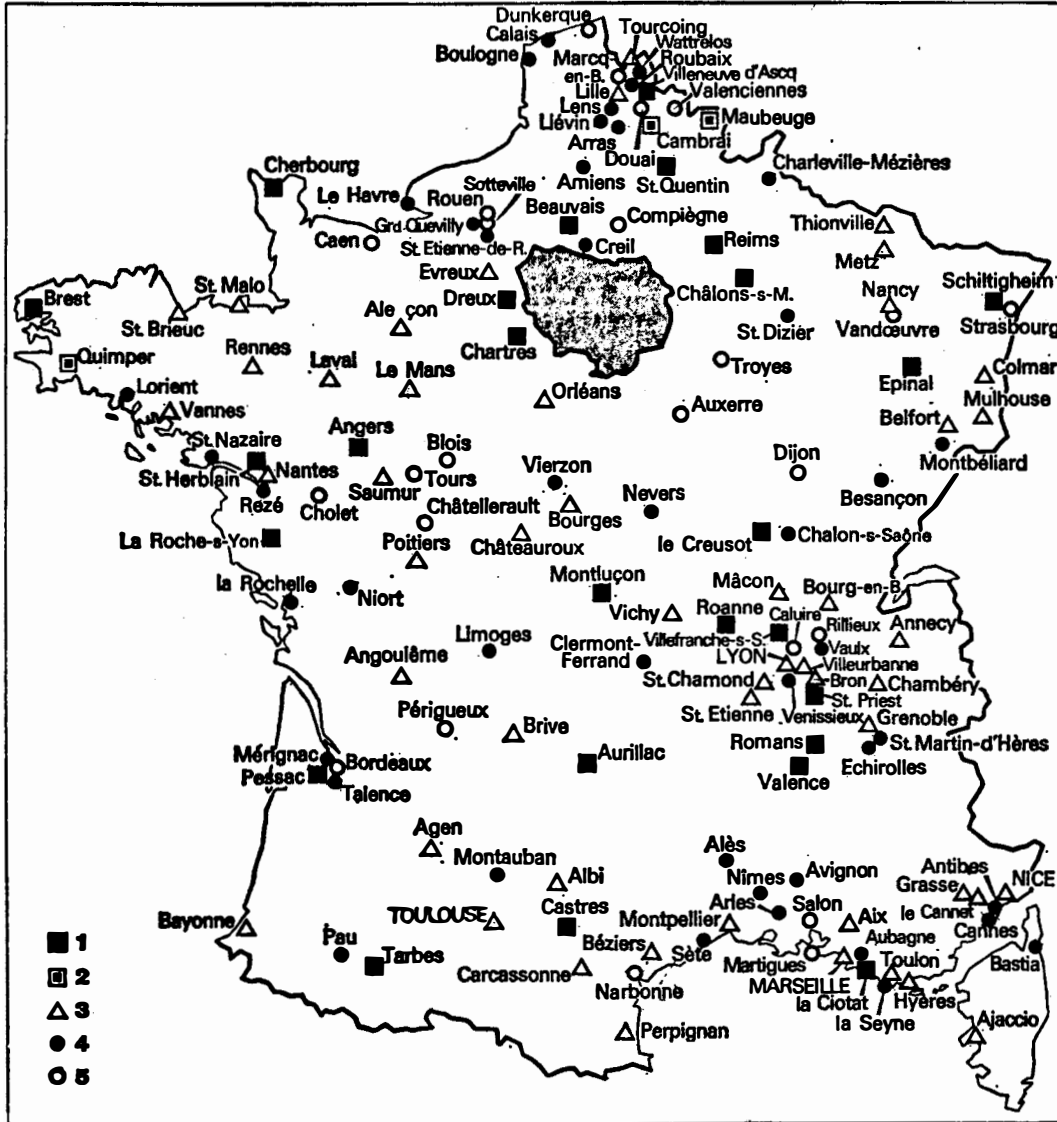 Dunkerque
Calais
Boulogne
Tourcoing
Wattrelos
Marcq-
en-B.
Roubaix
Villeneuve d'Ascq
Lille
Valenciennes
Lens
Liévin
Maubeuge
Cambrai
Arras
Douai
Amiens
St. Quentin
Charleville-Mézières
Cherbourg
Le Havre
Rouen
Sotteville
Beauvais
Compiègne
Thionville
Grd-Quevilly
Caen
St. Etienne-de-R.
Creil
Reims
Metz
Evreux
Dreux
Châlons-s-M.
Schiltigheim
Brest
St. Malo
St. Brieuc
Ale çon
Nancy
St. Dizier
Vandœuvre
Strasbourg
Chartres
Quimper
Rennes
Laval
Le Mans
Troyes
Epinal
Colmar
Lorient
Vannes
Orléans
Auxerre
Mulhouse
Belfort
Angers
St. Nazaire
Blois
Montbéliard
St. Herblain
Nantes
Saumur
Tours
Vierzon
Dijon
Rezé
Cholet
Châtellerault
Nevers
Besançon
Bourges
La Roche-s-Yon
Poitiers
Châteauroux
le Creusot
Chalon-s-Saône
la Rochelle
Niort
Montluçon
Mâcon
Bourg-en-B.
Vichy
Roanne
Caluire
Rillieux
Annecy
Limoges
Clermont-
Ferrand
Villefranche-s-S.
Vaulx
Angoulême
LYON
Villeurbanne
Bron
St. Chamond
Chambéry
St. Priest
St. Etienne
Venissieux
Périgueux
Brive
Grenoble
Romans
St. Martin-d'Hères
Mérignac
Bordeaux
Pessac
Aurillac
Echirolles
Talence
Valence
Agen
Montauban
Alès
Albi
Nîmes
Avignon
Antibes
NICE
Grasse
Arles
Salon
le Cannet
Bayonne
TOULOUSE
Castres
Montpellier
Aix
Cannes
Pau
Béziers
Aubagne
Tarbes
Sète
Martigues
Toulon
Bastia
Carcassonne
MARSEILLE
Narbonne
la Ciotat
Hyères
la Seyne
Perpignan
Ajaccio
1
2
3
4
5